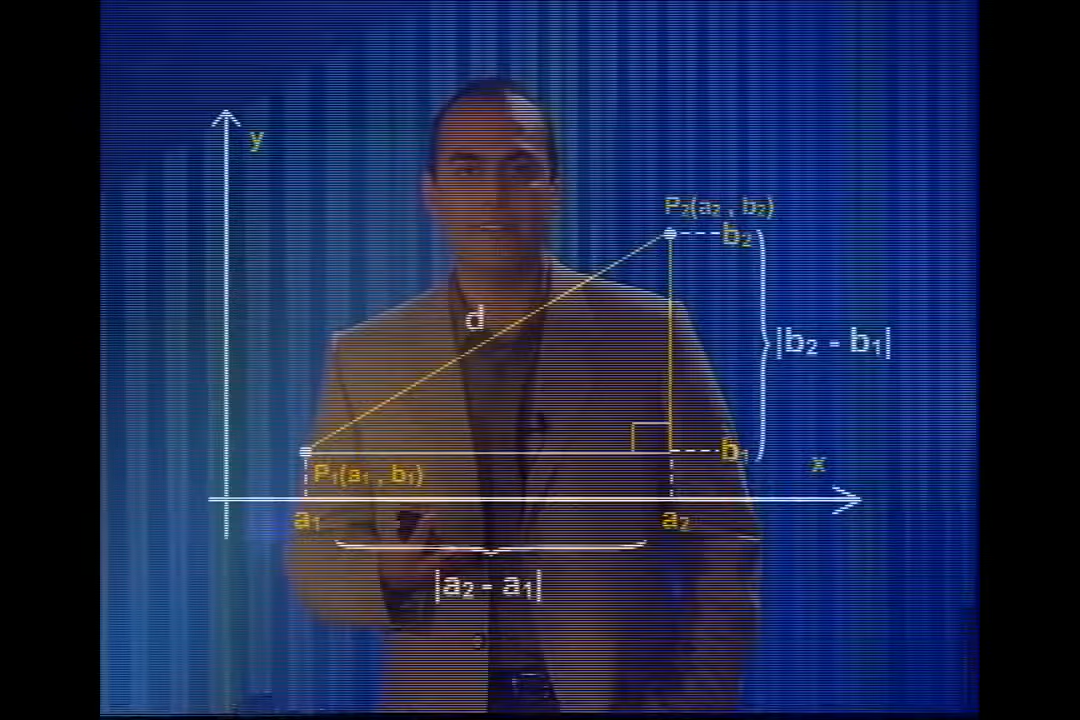 y
P₂(a₂ , b₂)
b₂
d
|b₂ - b₁|
b₁
x
P₁(a₁ , b₁)
a₁
a₂
|a₂ - a₁|